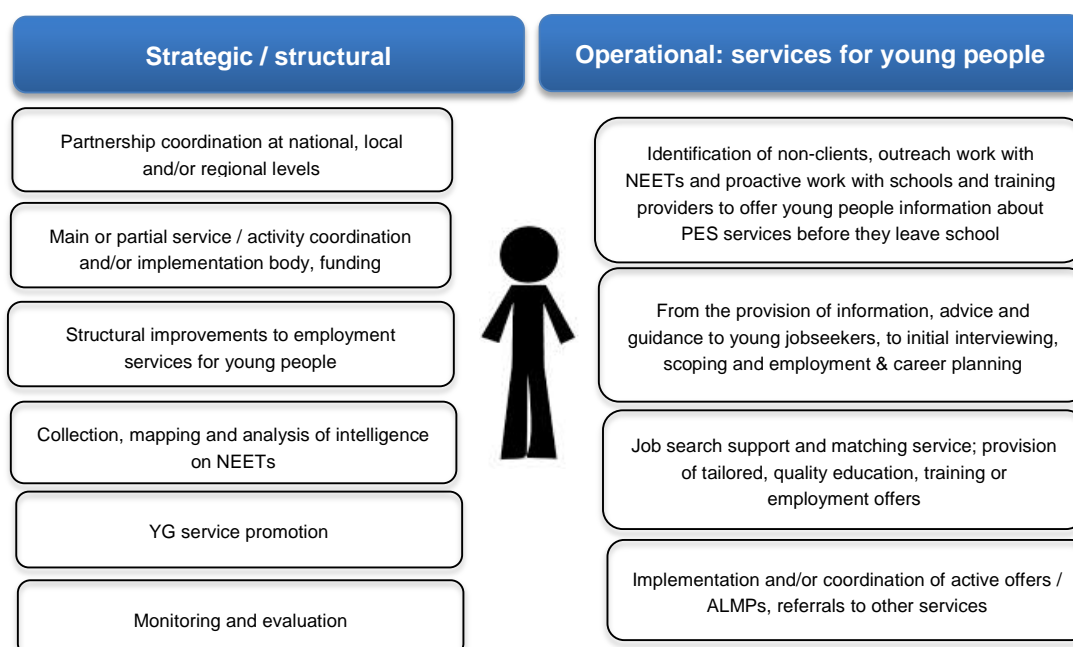 Strategic / structural
Partnership coordination at national, local
and/or regional levels
Main or partial service / activity coordination
and/or implementation body, funding
Structural improvements to employment
services for young people
Collection, mapping and analysis of intelligence
on NEETs
YG service promotion
Monitoring and evaluation
Operational: services for young people
Identification of non-clients, outreach work with
NEETs and proactive work with schools and training
providers to offer young people information about
PES services before they leave school
From the provision of information, advice and
guidance to young jobseekers, to initial interviewing,
scoping and employment & career planning
Job search support and matching service; provision
of tailored, quality education, training or
employment offers
Implementation and/or coordination of active offers /
ALMPs, referrals to other services